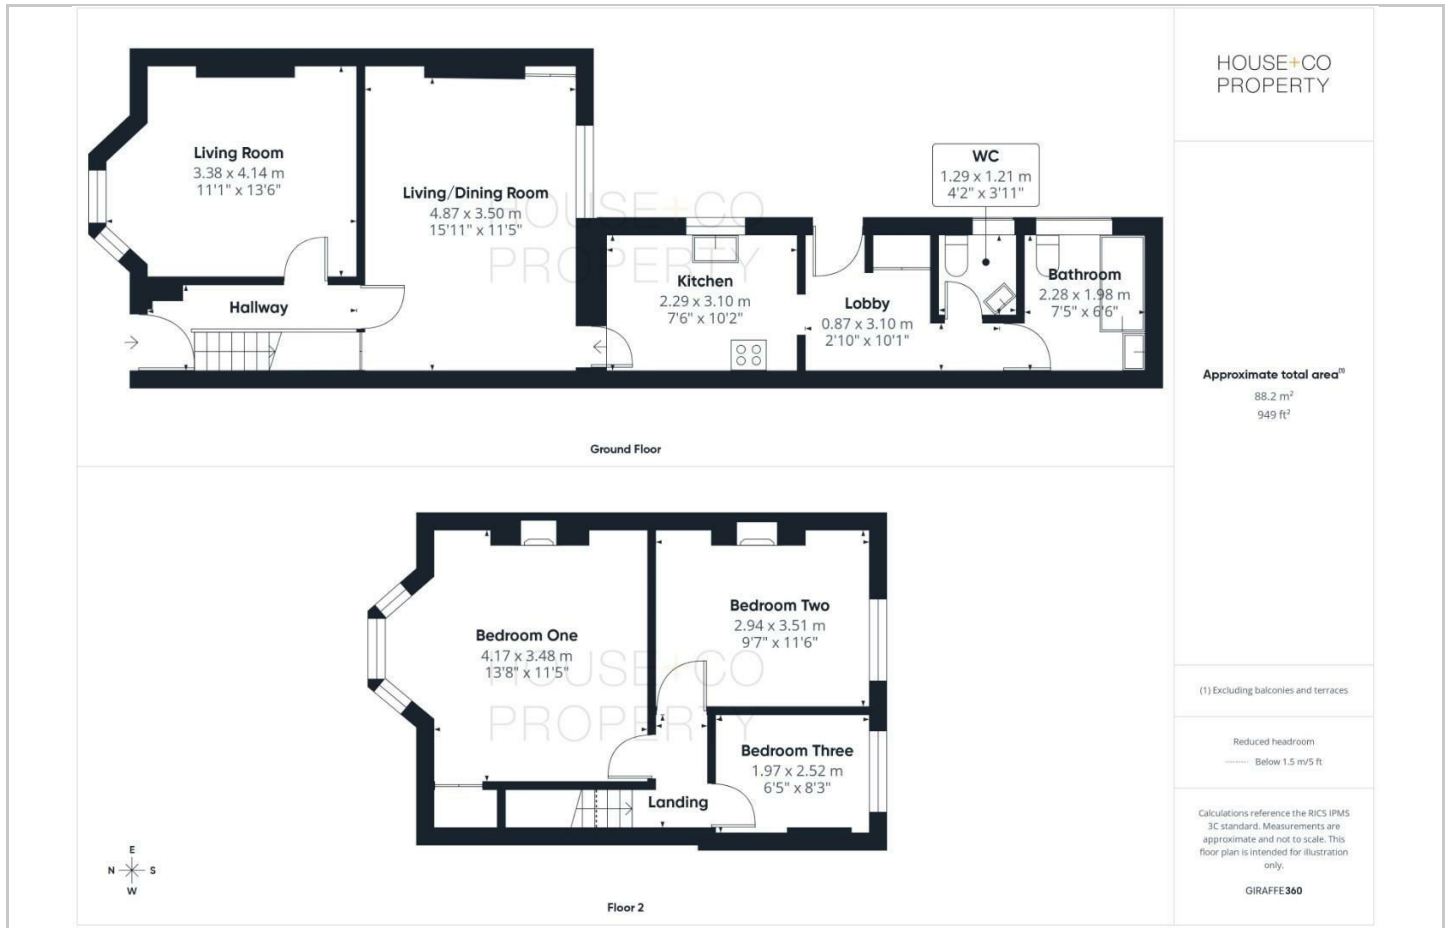 HOUSE+CO
PROPERTY
Living Room
3.38 x 4.14 m
11'1" x 13'6"
Living/Dining Room
4.87 x 3.50 m
15'11" x 11'5"
WC
1.29 x 1.21 m
4'2" x 3'11"
Kitchen
2.29 x 3.10 m
7'6" x 10'2"
Lobby
0.87 x 3.10 m
2'10" x 10'1"
Bathroom
2.28 x 1.98 m
7'5" x 6'6"
Hallway
HOUSE+CO
PROPERTY
Ground Floor
Approximate total area(1)
88.2 m²
949 ft²
Bedroom One
4.17 x 3.48 m
13'8" x 11'5"
Bedroom Two
2.94 x 3.51 m
9'7" x 11'6"
Bedroom Three
1.97 x 2.52 m
6'5" x 8'3"
Landing
HOUSE+CO
PROPERTY
E
N S
W
Floor 2
(1) Excluding balconies and terraces
Reduced headroom
Below 1.5 m/5 ft
Calculations reference the RICS IPMS
3C standard. Measurements are
approximate and not to scale. This
floor plan is intended for illustration
only.
GIRAFFE360